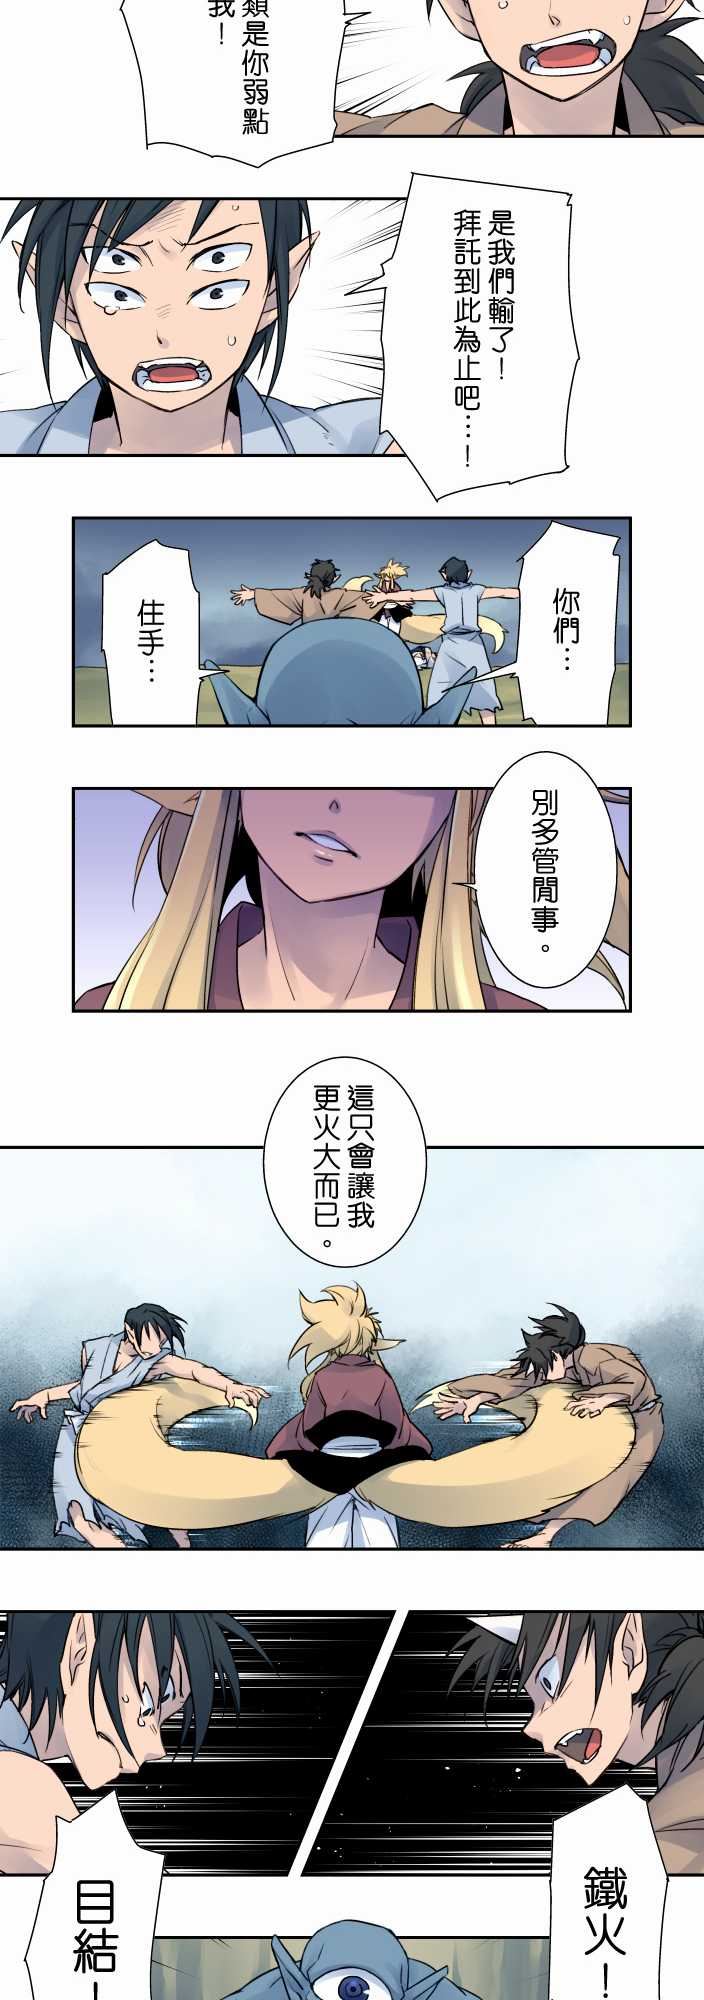 類是你弱點
我！
是我們輸了！
拜託到此為止吧⋯！
你們⋯
住手⋯
別多管閒事。
這只會讓我
更火大而已。
鐵火！
目結！